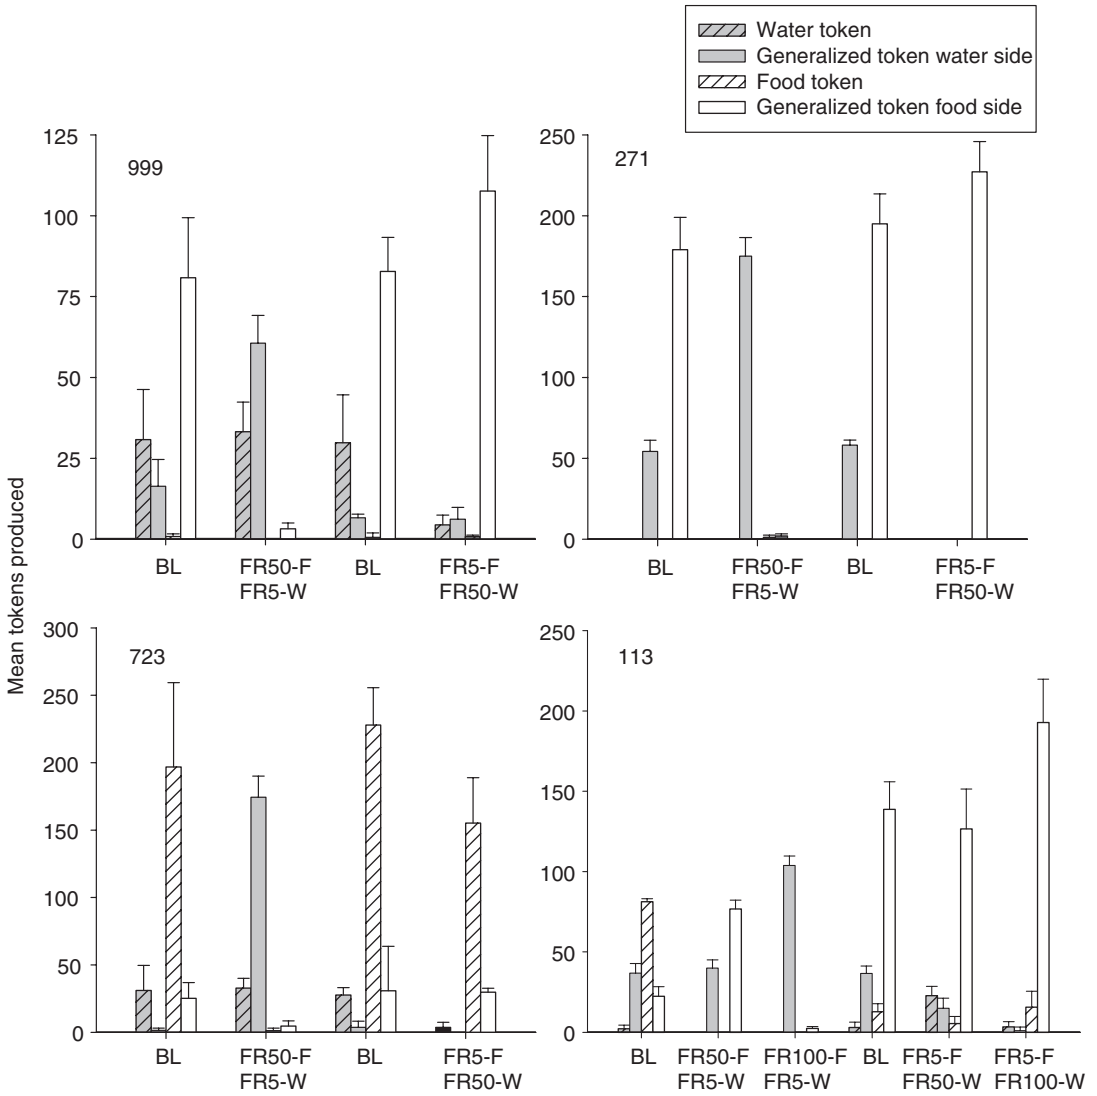 Water token
Generalized token water side
Food token
Generalized token food side
Mean tokens produced
999
125
100
75
50
25
0
BL
FR50-F
FR5-W
BL
FR5-F
FR50-W
271
250
200
150
100
50
0
BL
FR50-F
FR5-W
BL
FR5-F
FR50-W
723
300
250
200
150
100
50
0
BL
FR50-F
FR5-W
BL
FR5-F
FR50-W
113
250
200
150
100
50
0
BL
FR50-F
FR5-W
FR100-F
FR5-W
BL
FR5-F
FR50-W
FR5-F
FR100-W